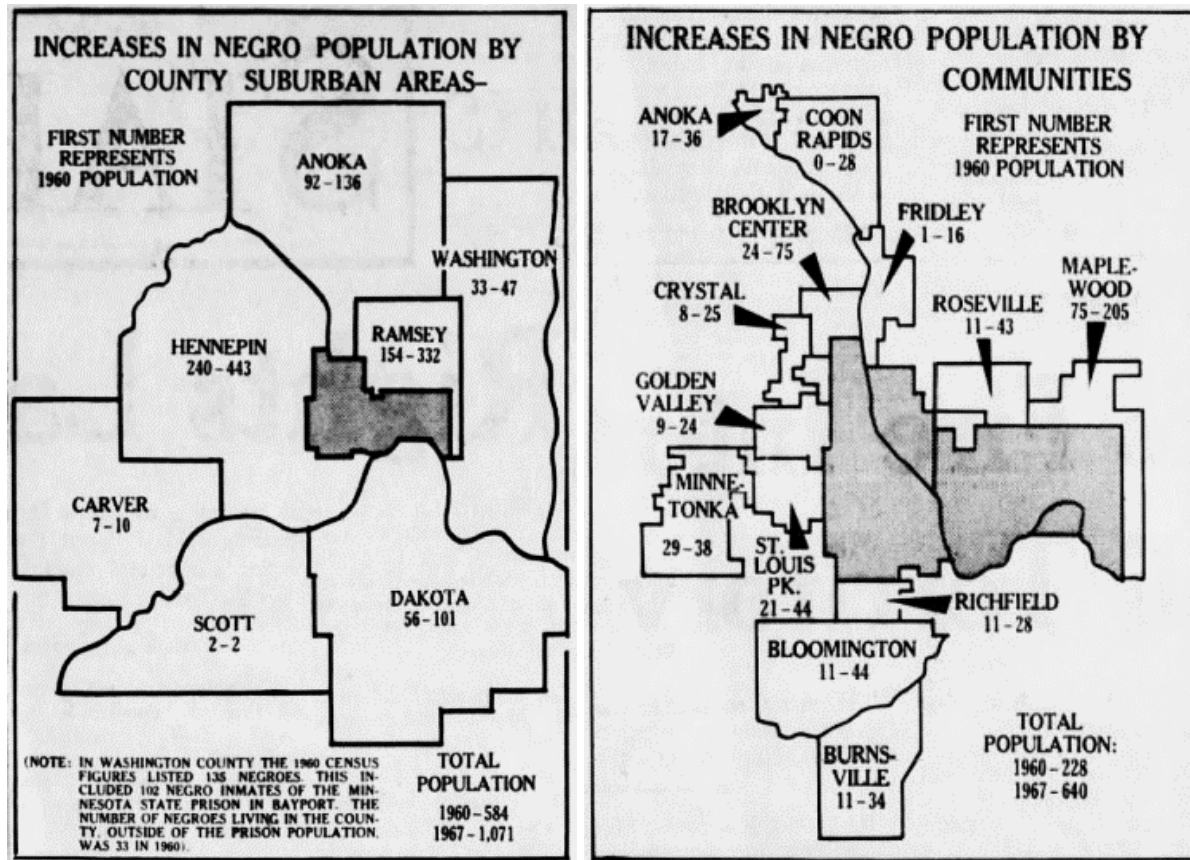 INCREASES IN NEGRO POPULATION BY
COUNTY SUBURBAN AREAS–
FIRST NUMBER
REPRESENTS
1960 POPULATION
ANOKA
92–136
WASHINGTON
33–47
RAMSEY
154–332
HENNEPIN
240–443
CARVER
7–10
DAKOTA
56–101
SCOTT
2–2
(NOTE: IN WASHINGTON COUNTY THE 1960 CENSUS
FIGURES LISTED 135 NEGROES. THIS IN-
CLUDED 102 NEGRO INMATES OF THE MIN-
NESOTA STATE PRISON IN BAYPORT. THE
NUMBER OF NEGROES LIVING IN THE COUN-
TY, OUTSIDE OF THE PRISON POPULATION,
WAS 33 IN 1960).
TOTAL
POPULATION
1960–584
1967–1,071
INCREASES IN NEGRO POPULATION BY
COMMUNITIES
FIRST NUMBER
REPRESENTS
1960 POPULATION
ANOKA
17–36
COON
RAPIDS
0–28
BROOKLYN
CENTER
24–75
FRIDLEY
1–16
MAPLE-
WOOD
75–205
CRYSTAL
8–25
ROSEVILLE
11–43
GOLDEN
VALLEY
9–24
MINNE-
TONKA
29–38
ST.
LOUIS
PK.
21–44
RICHFIELD
11–28
BLOOMINGTON
11–44
BURNS-
VILLE
11–34
TOTAL
POPULATION:
1960–228
1967–640